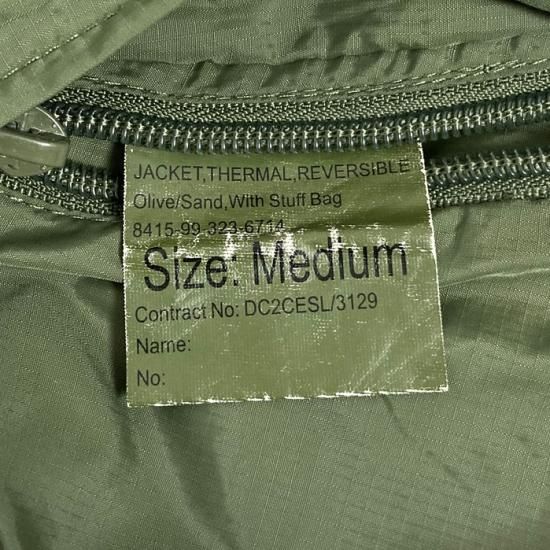 JACKET,THERMAL,REVERSIBLE
Olive/Sand,With Stuff Bag
8415-99-323-6714
Size: Medium
Contract No: DC2CESL/3129
Name:
No: